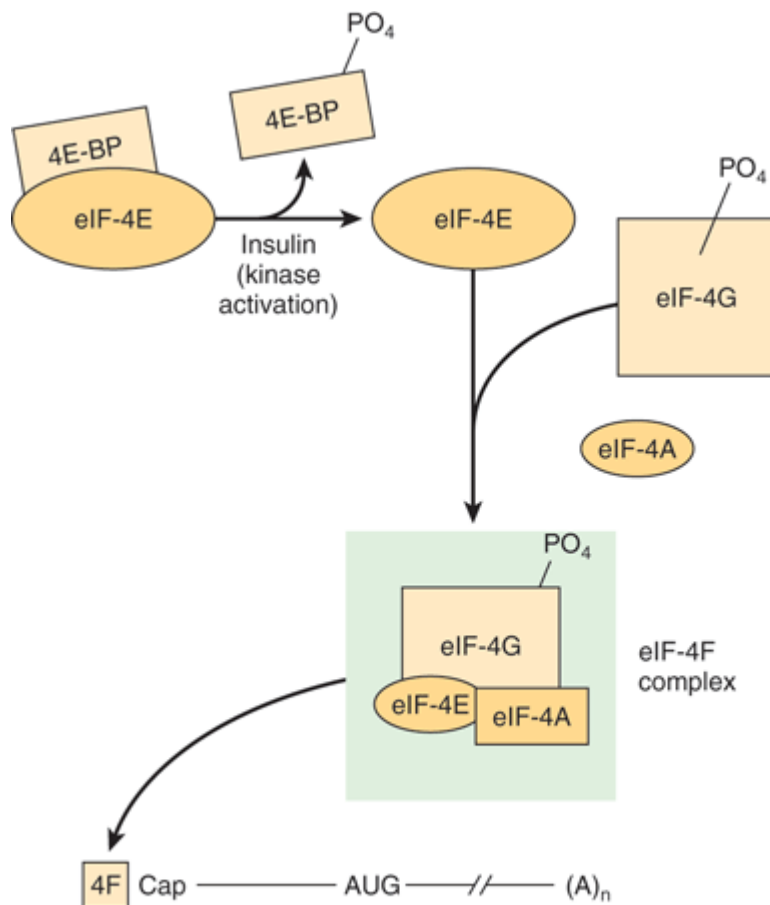 PO₄
4E-BP
4E-BP
eIF-4E
eIF-4E
Insulin
(kinase
activation)
PO₄
eIF-4G
eIF-4A
PO₄
eIF-4G
eIF-4E
eIF-4A
eIF-4F
complex
4F Cap AUG // (A)ₙ